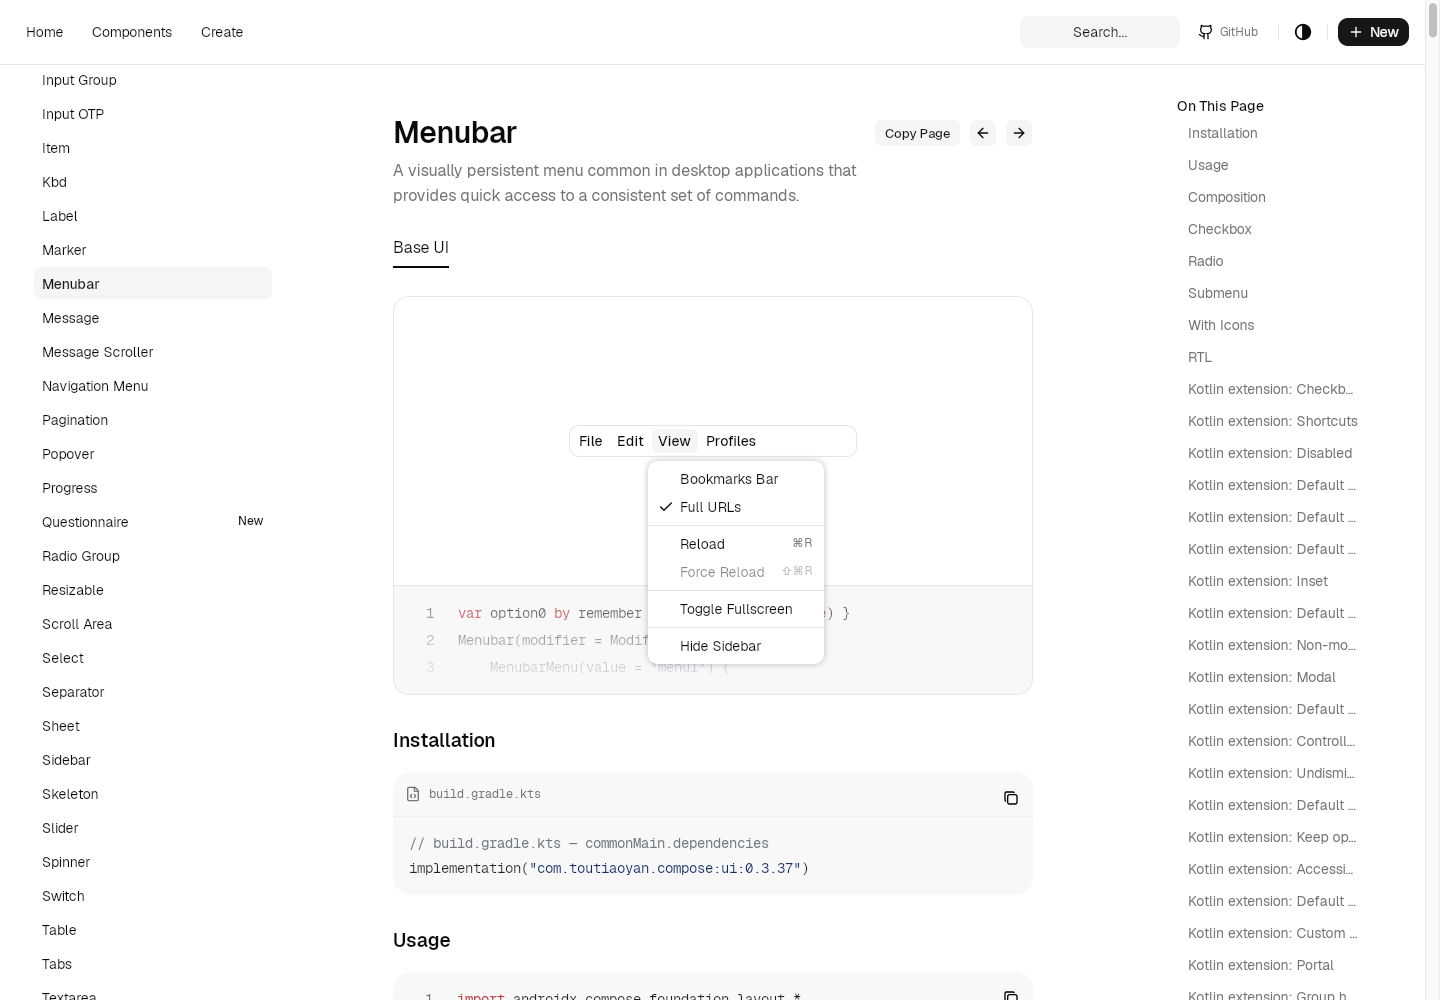 Home Components Create Search... GitHub New
Input Group
Input OTP
Item
Kbd
Label
Marker
Menubar
Message
Message Scroller
Navigation Menu
Pagination
Popover
Progress
Questionnaire New
Radio Group
Resizable
Scroll Area
Select
Separator
Sheet
Sidebar
Skeleton
Slider
Spinner
Switch
Table
Tabs
Textarea
Menubar
Copy Page
A visually persistent menu common in desktop applications that
provides quick access to a consistent set of commands.
Base UI
File Edit View Profiles
Bookmarks Bar
Full URLs
Reload ⌘R
Force Reload ⇧⌘R
Toggle Fullscreen
Hide Sidebar
1 var option0 by remember ) }
2 Menubar(modifier = Modif
3 MenubarMenu(value = "menu1") {
Installation
build.gradle.kts
// build.gradle.kts — commonMain.dependencies
implementation("com.toutiaoyan.compose:ui:0.3.37")
Usage
1 import androidx.compose.foundation.layout.*
On This Page
Installation
Usage
Composition
Checkbox
Radio
Submenu
With Icons
RTL
Kotlin extension: Checkb...
Kotlin extension: Shortcuts
Kotlin extension: Disabled
Kotlin extension: Default ...
Kotlin extension: Default ...
Kotlin extension: Default ...
Kotlin extension: Inset
Kotlin extension: Default ...
Kotlin extension: Non-mo...
Kotlin extension: Modal
Kotlin extension: Default ...
Kotlin extension: Controll...
Kotlin extension: Undismi...
Kotlin extension: Default ...
Kotlin extension: Keep op...
Kotlin extension: Accessi...
Kotlin extension: Default ...
Kotlin extension: Custom ...
Kotlin extension: Portal
Kotlin extension: Group h...